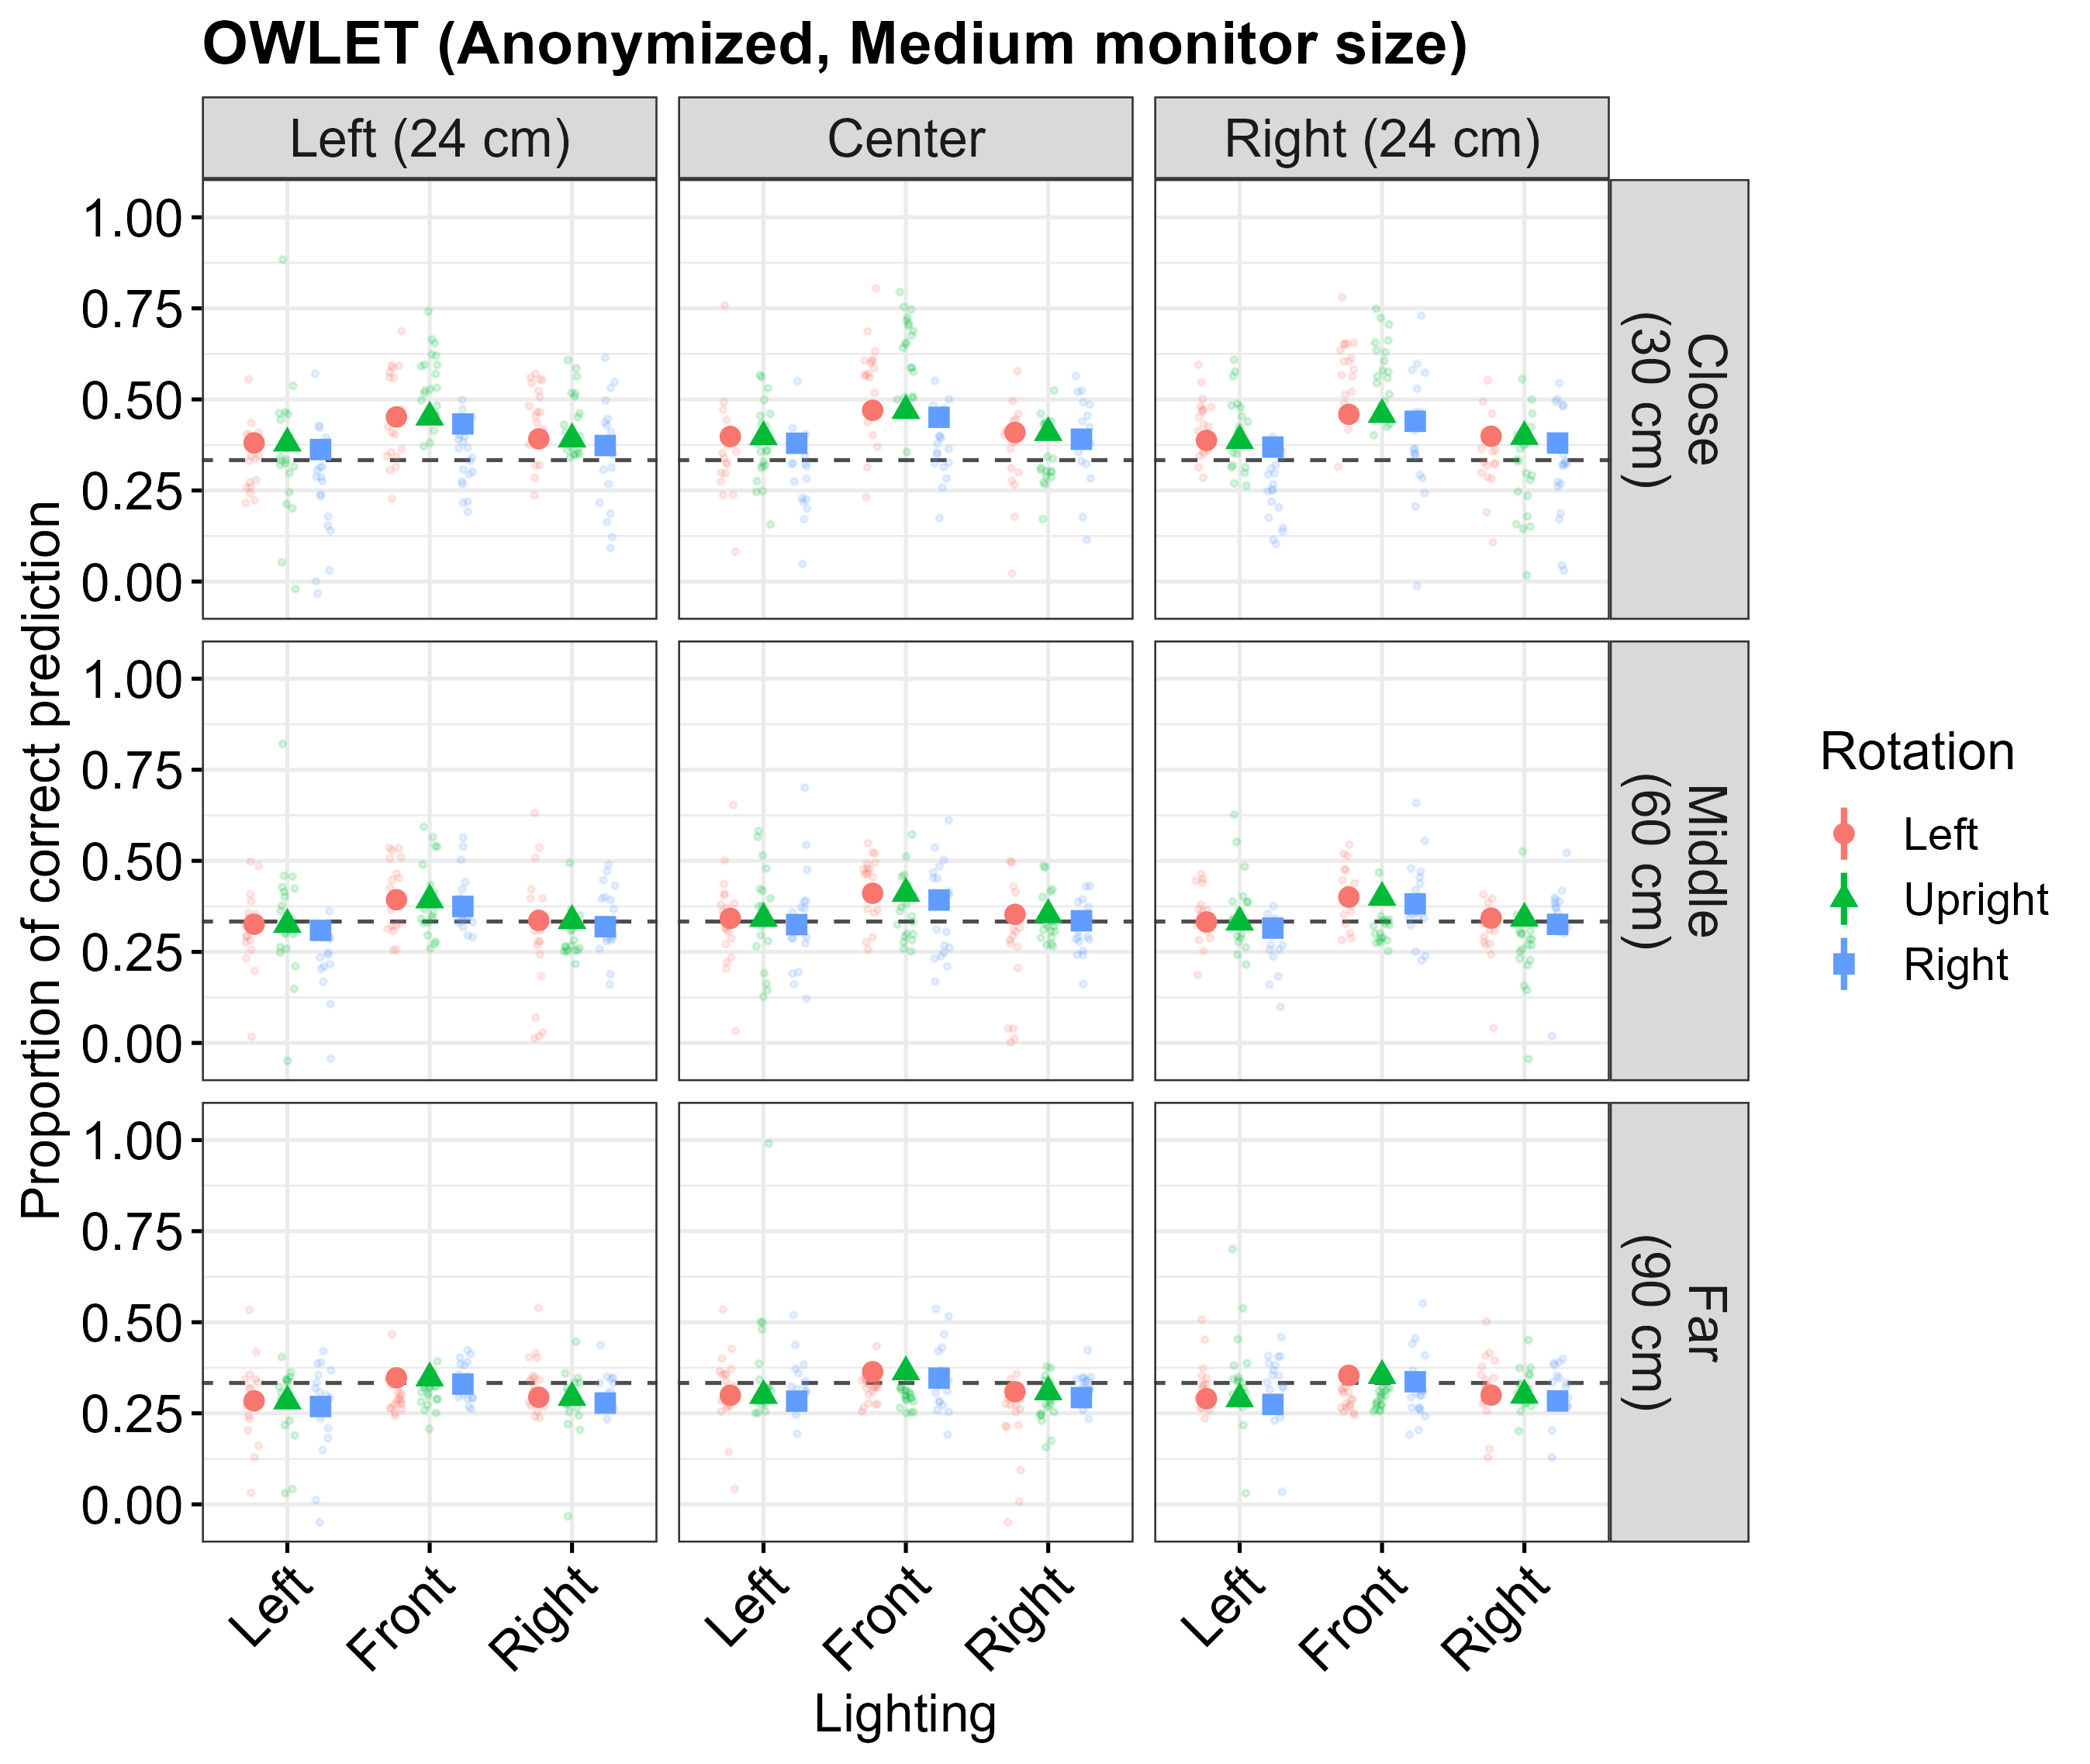 OWLET (Anonymized, Medium monitor size)
Left (24 cm)
Center
Right (24 cm)
Proportion of correct prediction
1.00
0.75
0.50
0.25
0.00
Close
(30 cm)
1.00
0.75
0.50
0.25
0.00
Middle
(60 cm)
1.00
0.75
0.50
0.25
0.00
Far
(90 cm)
Left
Front
Right
Left
Front
Right
Left
Front
Right
Lighting
Rotation
Left
Upright
Right